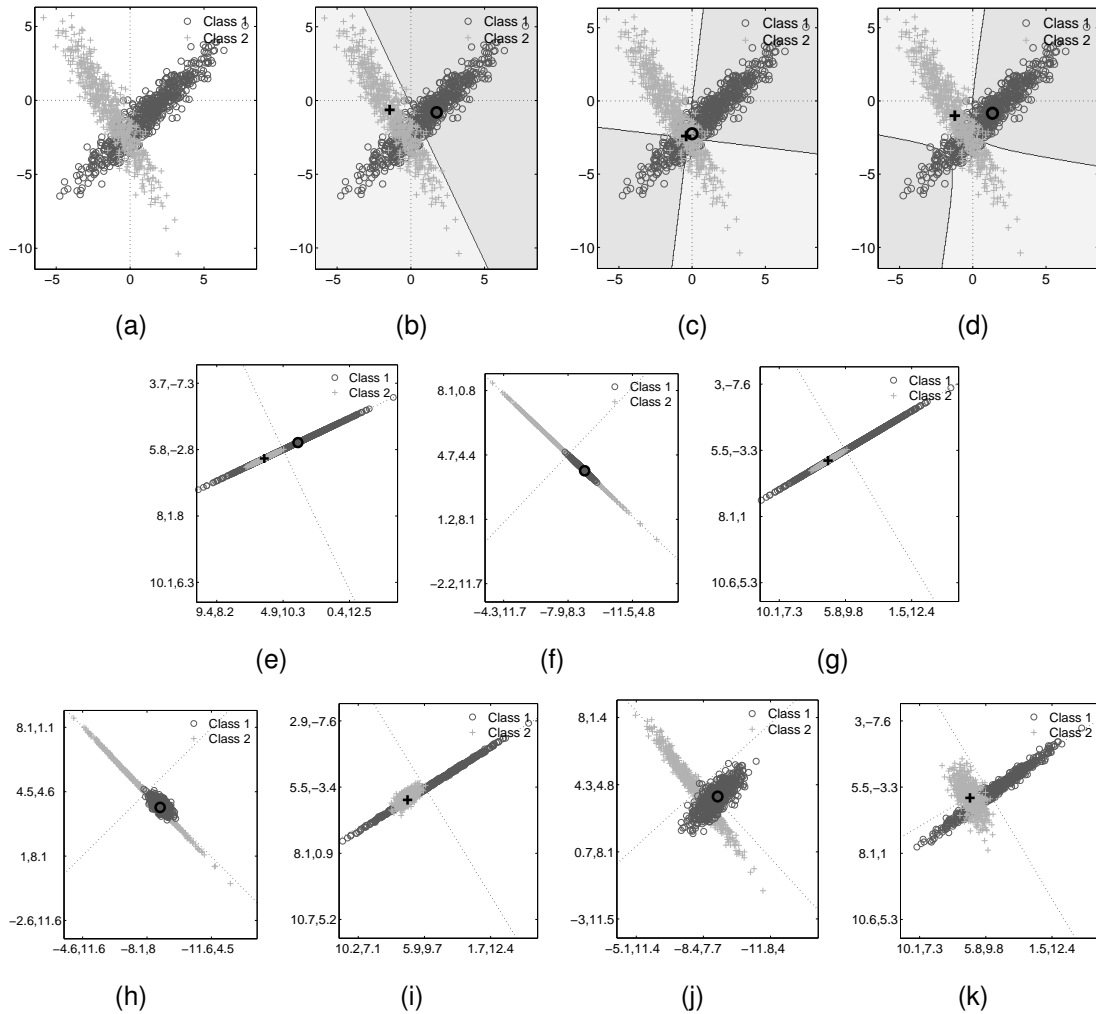 5
0
−5
−10
−5 0 5
Class 1
Class 2
(a)
5
0
−5
−10
−5 0 5
Class 1
Class 2
(b)
5
0
−5
−10
−5 0 5
Class 1
Class 2
(c)
5
0
−5
−10
−5 0 5
Class 1
Class 2
(d)
3.7,−7.3
5.8,−2.8
8,1.8
10.1,6.3
9.4,8.2 4.9,10.3 0.4,12.5
Class 1
Class 2
(e)
8.1,0.8
4.7,4.4
1.2,8.1
−2.2,11.7
−4.3,11.7 −7.9,8.3 −11.5,4.8
Class 1
Class 2
(f)
3,−7.6
5.5,−3.3
8.1,1
10.6,5.3
10.1,7.3 5.8,9.8 1.5,12.4
Class 1
Class 2
(g)
8.1,1.1
4.5,4.6
1,8.1
−2.6,11.6
−4.6,11.6 −8.1,8 −11.6,4.5
Class 1
Class 2
(h)
2.9,−7.6
5.5,−3.4
8.1,0.9
10.7,5.2
10.2,7.1 5.9,9.7 1.7,12.4
Class 1
Class 2
(i)
8,1.4
4.3,4.8
0.7,8.1
−3,11.5
−5.1,11.4 −8.4,7.7 −11.8,4
Class 1
Class 2
(j)
3,−7.6
5.5,−3.3
8.1,1
10.6,5.3
10.1,7.3 5.8,9.8 1.5,12.4
Class 1
Class 2
(k)